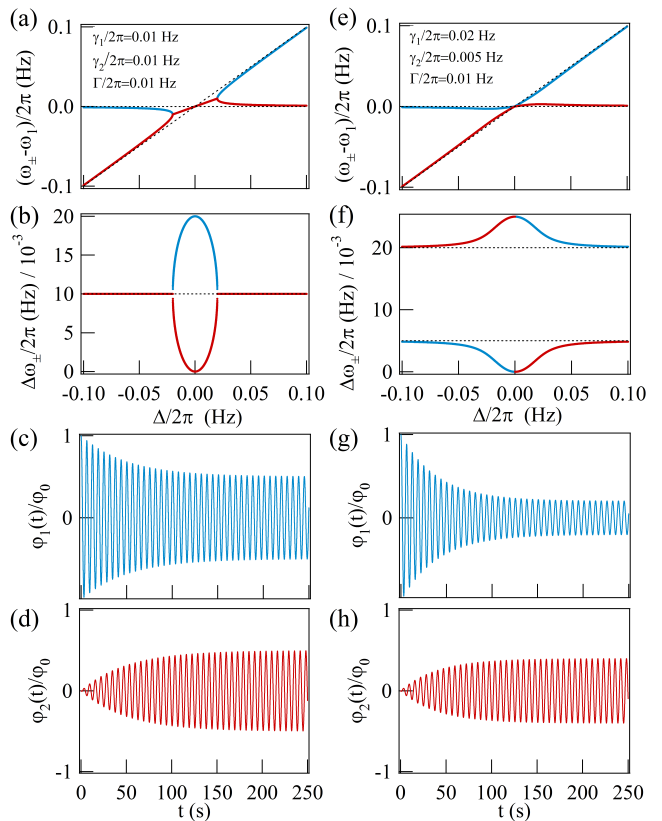 (a)
γ₁/2π=0.01 Hz
γ₂/2π=0.01 Hz
Γ/2π=0.01 Hz
(ω±-ω₁)/2π (Hz)
0.1
0.0
-0.1
(b)
Δω±/2π (Hz) / 10⁻³
20
10
0
-0.10 -0.05 0.00 0.05 0.10
Δ/2π (Hz)
(c)
φ₁(t)/φ₀
1
0
(d)
φ₂(t)/φ₀
1
0
-1
0 50 100 150 200 250
t (s)
(e)
γ₁/2π=0.02 Hz
γ₂/2π=0.005 Hz
Γ/2π=0.01 Hz
(ω±-ω₁)/2π (Hz)
0.1
0.0
-0.1
(f)
Δω±/2π (Hz) / 10⁻³
20
0
-0.10 -0.05 0.00 0.05 0.10
Δ/2π (Hz)
(g)
φ₁(t)/φ₀
1
0
(h)
φ₂(t)/φ₀
1
0
-1
0 50 100 150 200 250
t (s)